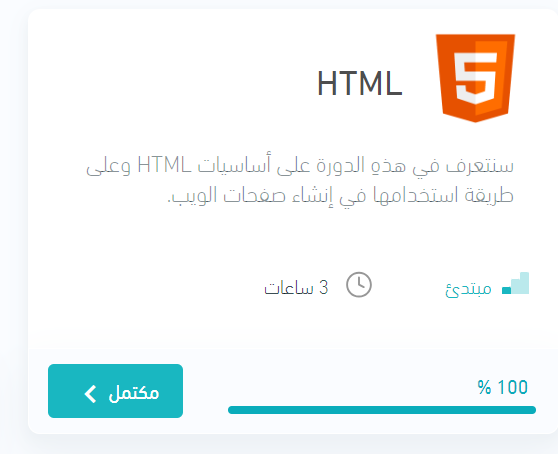 HTML
سنتعرف في هذهِ الدورة على أساسيات HTML وعلى
طريقة استخدامها في إنشاء صفحات الويب.
مبتدئ
3 ساعات
100 %
مكتمل